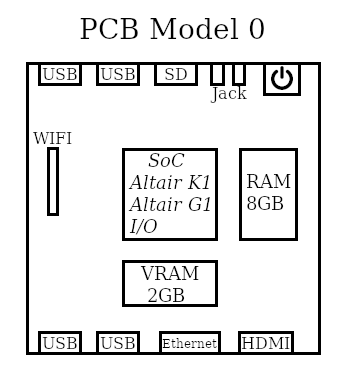 PCB Model 0
USB
USB
SD
Jack
WIFI
SoC
Altair K1
Altair G1
I/O
RAM
8GB
VRAM
2GB
USB
USB
Ethernet
HDMI